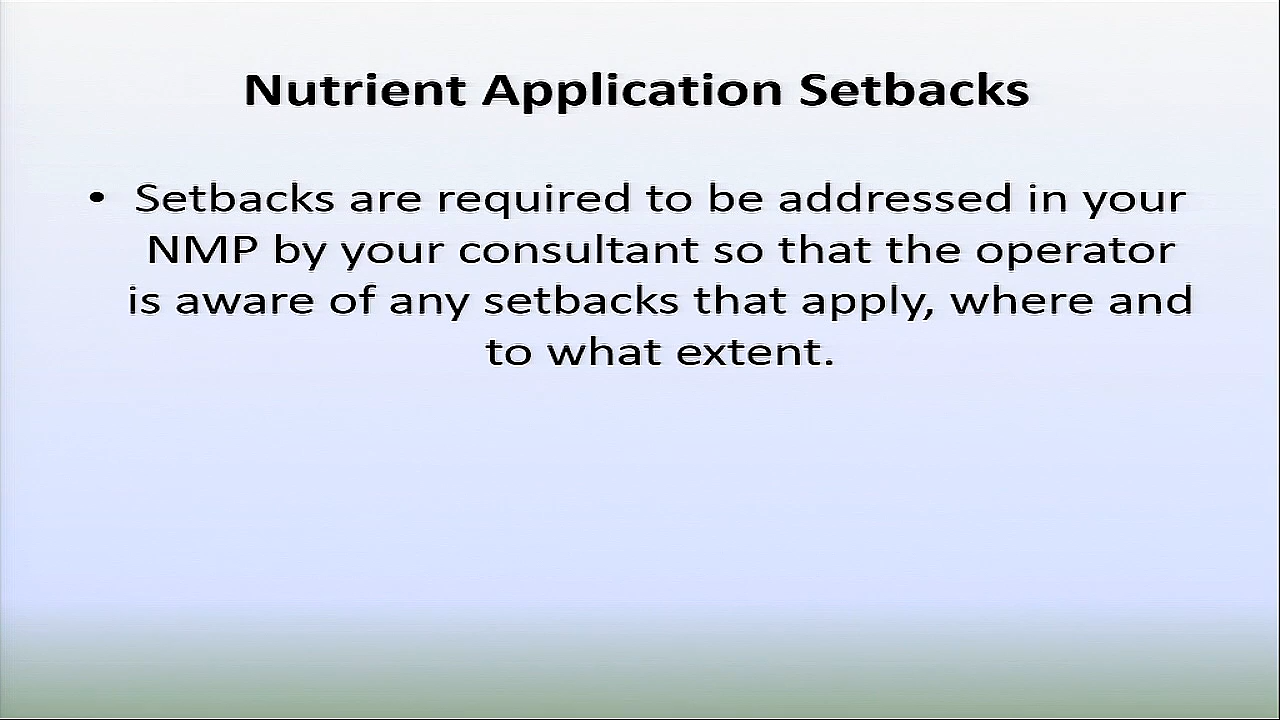 Nutrient Application Setbacks
• Setbacks are required to be addressed in your
NMP by your consultant so that the operator
is aware of any setbacks that apply, where and
to what extent.